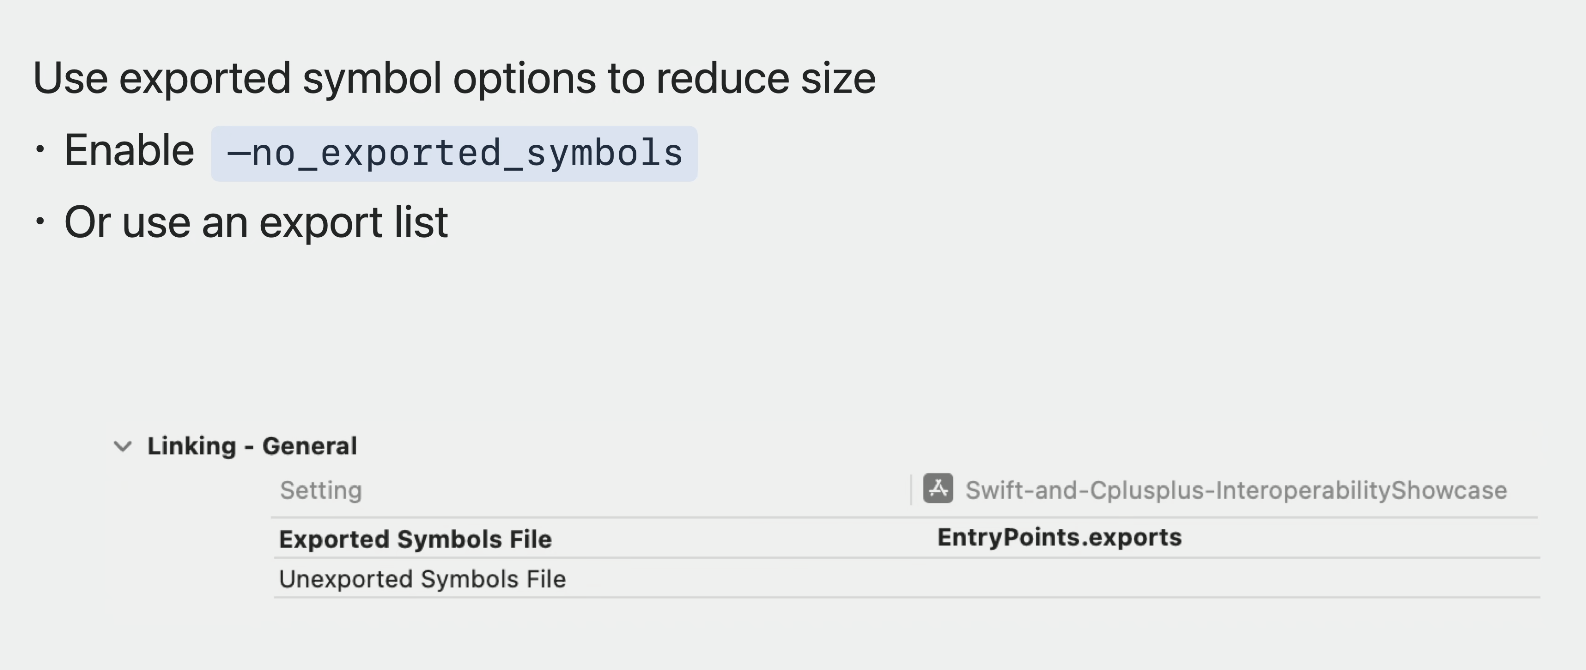 Use exported symbol options to reduce size
• Enable –no_exported_symbols
• Or use an export list
Linking - General
Setting Swift-and-Cplusplus-InteroperabilityShowcase
Exported Symbols File EntryPoints.exports
Unexported Symbols File